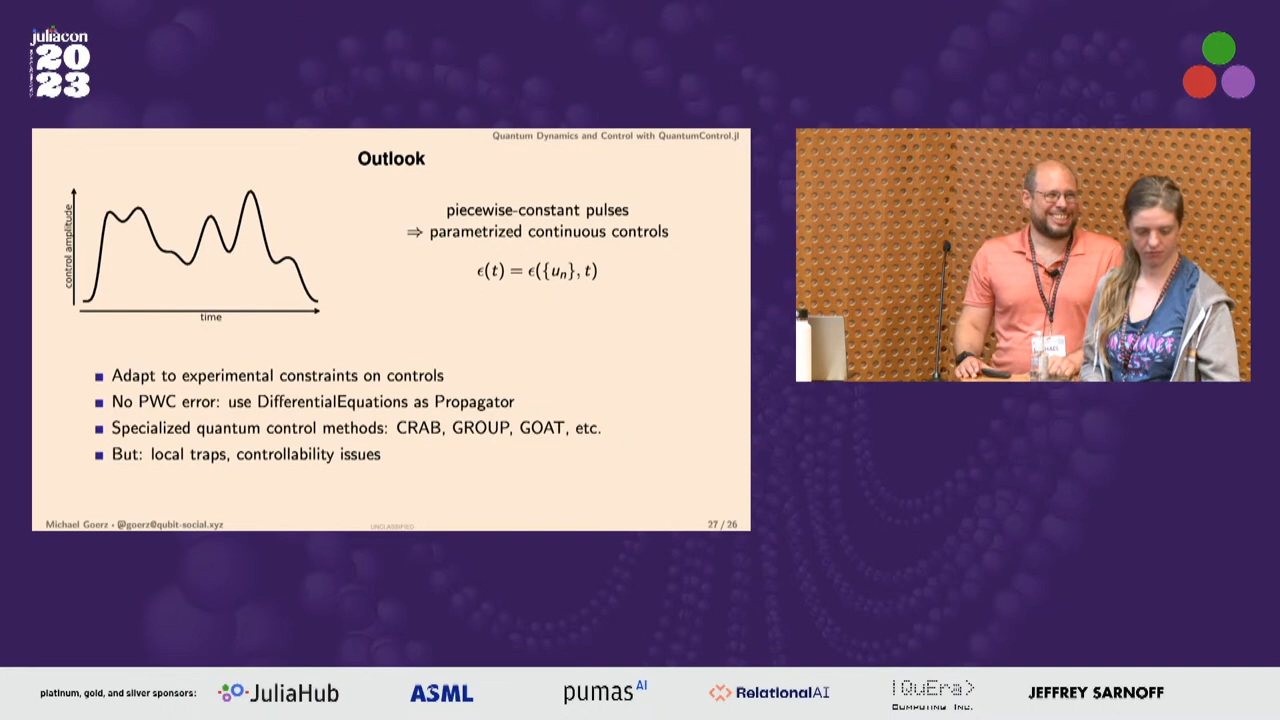 juliacon
20
23
Quantum Dynamics and Control with QuantumControl.jl
Outlook
control amplitude
time
piecewise-constant pulses
⇒ parametrized continuous controls
ϵ(t) = ϵ({uₙ}, t)
■ Adapt to experimental constraints on controls
■ No PWC error: use DifferentialEquations as Propagator
■ Specialized quantum control methods: CRAB, GROUP, GOAT, etc.
■ But: local traps, controllability issues
Michael Goerz • @goerz@qubit-social.xyz
UNCLASSIFIED
27 / 26
platinum, gold, and silver sponsors:
JuliaHub
ASML
pumas AI
RelationalAI
|QuEra>
COMPUTING INC.
JEFFREY SARNOFF